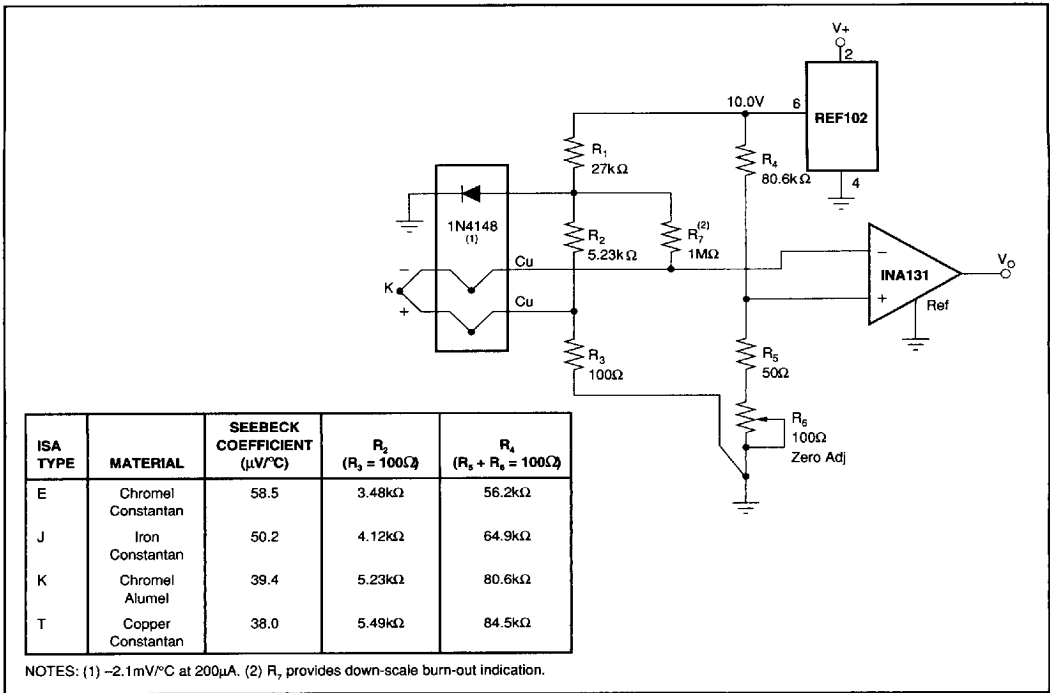 V+
2
10.0V
6
REF102
4
R1
27kΩ
R4
80.6kΩ
1N4148
(1)
R2
5.23kΩ
R7(2)
1MΩ
Cu
Cu
K
−
+
−
+
INA131
VO
Ref
R3
100Ω
R5
50Ω
R6
100Ω
Zero Adj
ISA TYPE
MATERIAL
SEEBECK COEFFICIENT (µV/°C)
R2 (R3 = 100Ω)
R4 (R5 + R6 = 100Ω)
E Chromel Constantan 58.5 3.48kΩ 56.2kΩ
J Iron Constantan 50.2 4.12kΩ 64.9kΩ
K Chromel Alumel 39.4 5.23kΩ 80.6kΩ
T Copper Constantan 38.0 5.49kΩ 84.5kΩ
NOTES: (1) –2.1mV/°C at 200µA. (2) R7 provides down-scale burn-out indication.